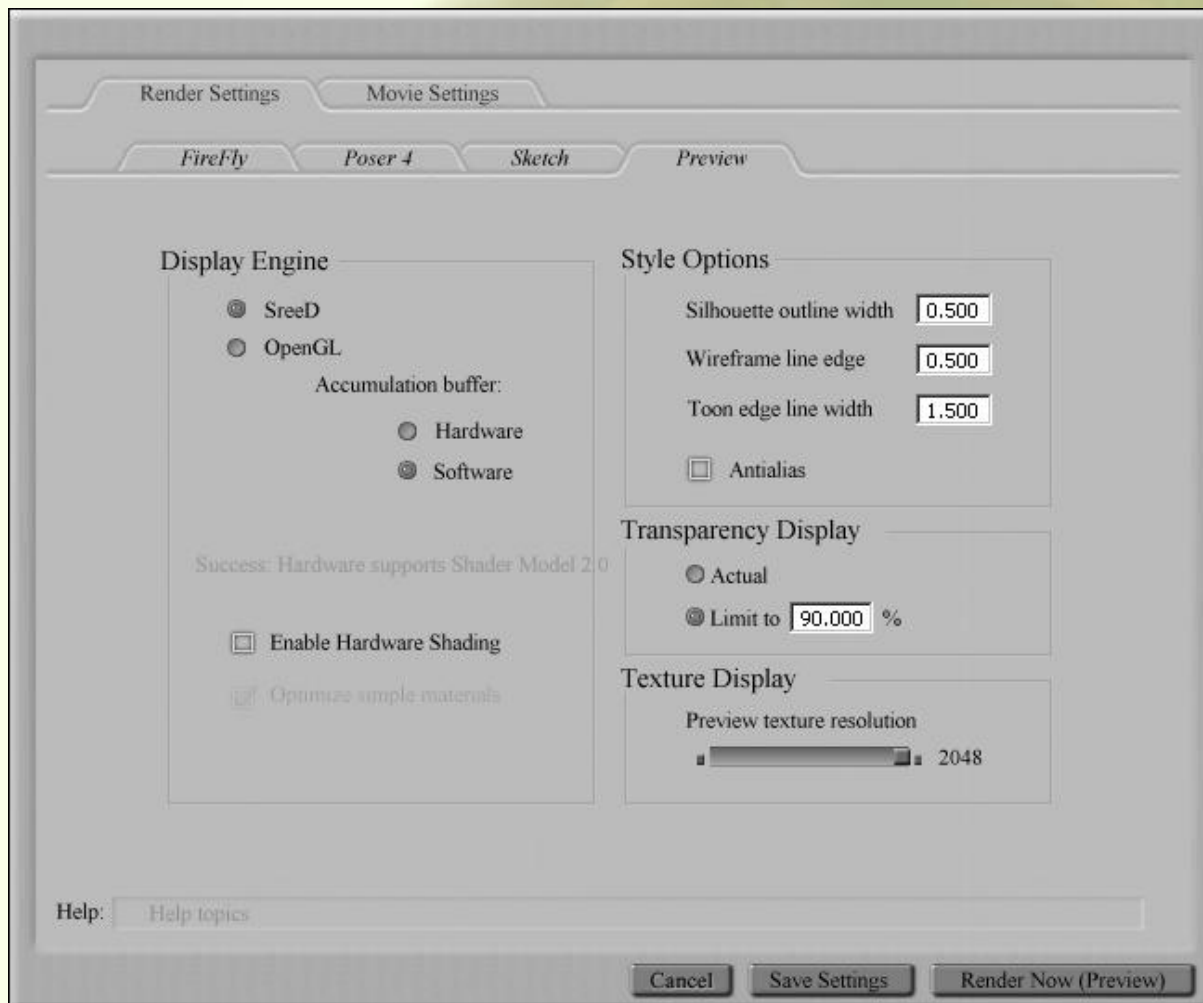 Render Settings
Movie Settings
FireFly
Poser 4
Sketch
Preview
Display Engine
SreeD
OpenGL
Accumulation buffer:
Hardware
Software
Success: Hardware supports Shader Model 2.0
Enable Hardware Shading
Optimize simple materials
Style Options
Silhouette outline width 0.500
Wireframe line edge 0.500
Toon edge line width 1.500
Antialias
Transparency Display
Actual
Limit to 90.000 %
Texture Display
Preview texture resolution
2048
Help: Help topics
Cancel
Save Settings
Render Now (Preview)